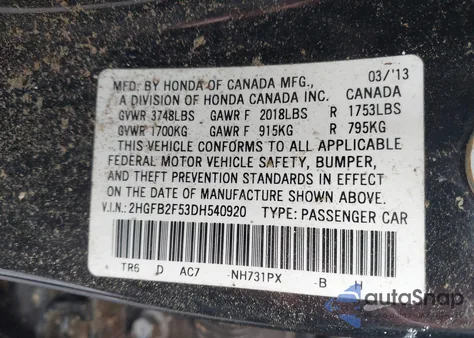 MFD. BY HONDA OF CANADA MFG., 03/'13
A DIVISION OF HONDA CANADA INC. CANADA
GVWR 3748LBS GAWR F 2018LBS R 1753LBS
GVWR 1700KG GAWR F 915KG R 795KG
THIS VEHICLE CONFORMS TO ALL APPLICABLE
FEDERAL MOTOR VEHICLE SAFETY, BUMPER,
AND THEFT PREVENTION STANDARDS IN EFFECT
ON THE DATE OF MANUFACTURE SHOWN ABOVE.
V.I.N.: 2HGFB2F53DH540920 TYPE: PASSENGER CAR
TR6 D AC7 NH731PX B H
autoSnap